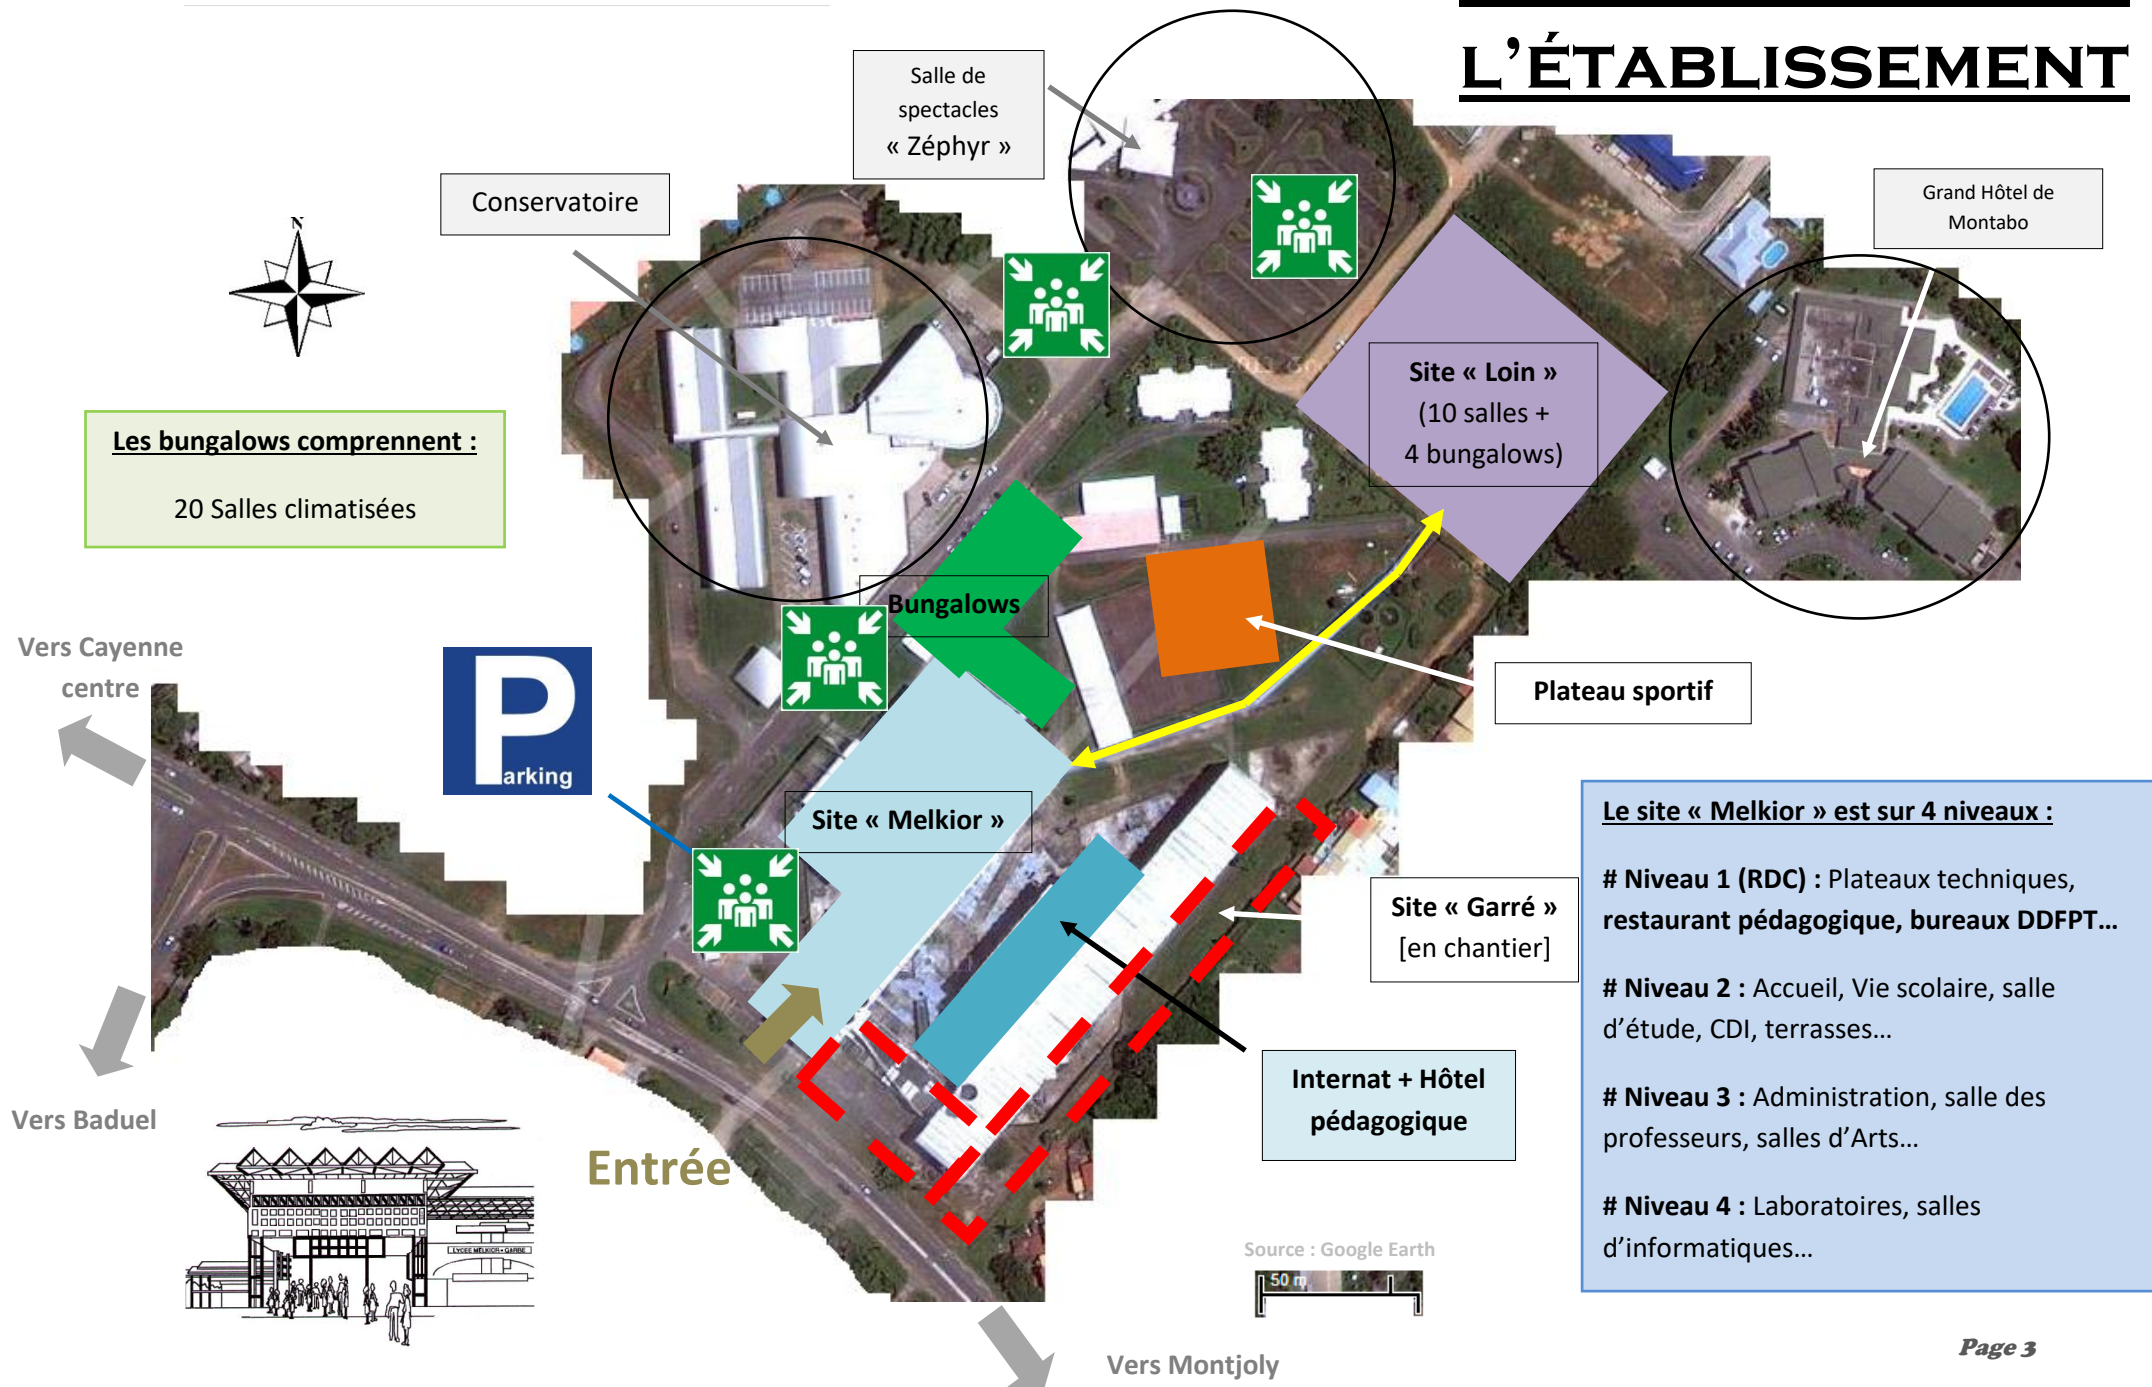 L’ÉTABLISSEMENT
Salle de
spectacles
« Zéphyr »
Conservatoire
Grand Hôtel de
Montabo
N
Site « Loin »
(10 salles +
4 bungalows)
Les bungalows comprennent :
20 Salles climatisées
Bungalows
Vers Cayenne
centre
Parking
Plateau sportif
Site « Melkior »
Le site « Melkior » est sur 4 niveaux :
# Niveau 1 (RDC) : Plateaux techniques,
restaurant pédagogique, bureaux DDFPT…
# Niveau 2 : Accueil, Vie scolaire, salle
d’étude, CDI, terrasses…
# Niveau 3 : Administration, salle des
professeurs, salles d’Arts…
# Niveau 4 : Laboratoires, salles
d’informatiques…
Site « Garré »
[en chantier]
Internat + Hôtel
pédagogique
Vers Baduel
Entrée
LYCEE MELKIOR - GARRE
Source : Google Earth
50 m
Vers Montjoly
Page 3